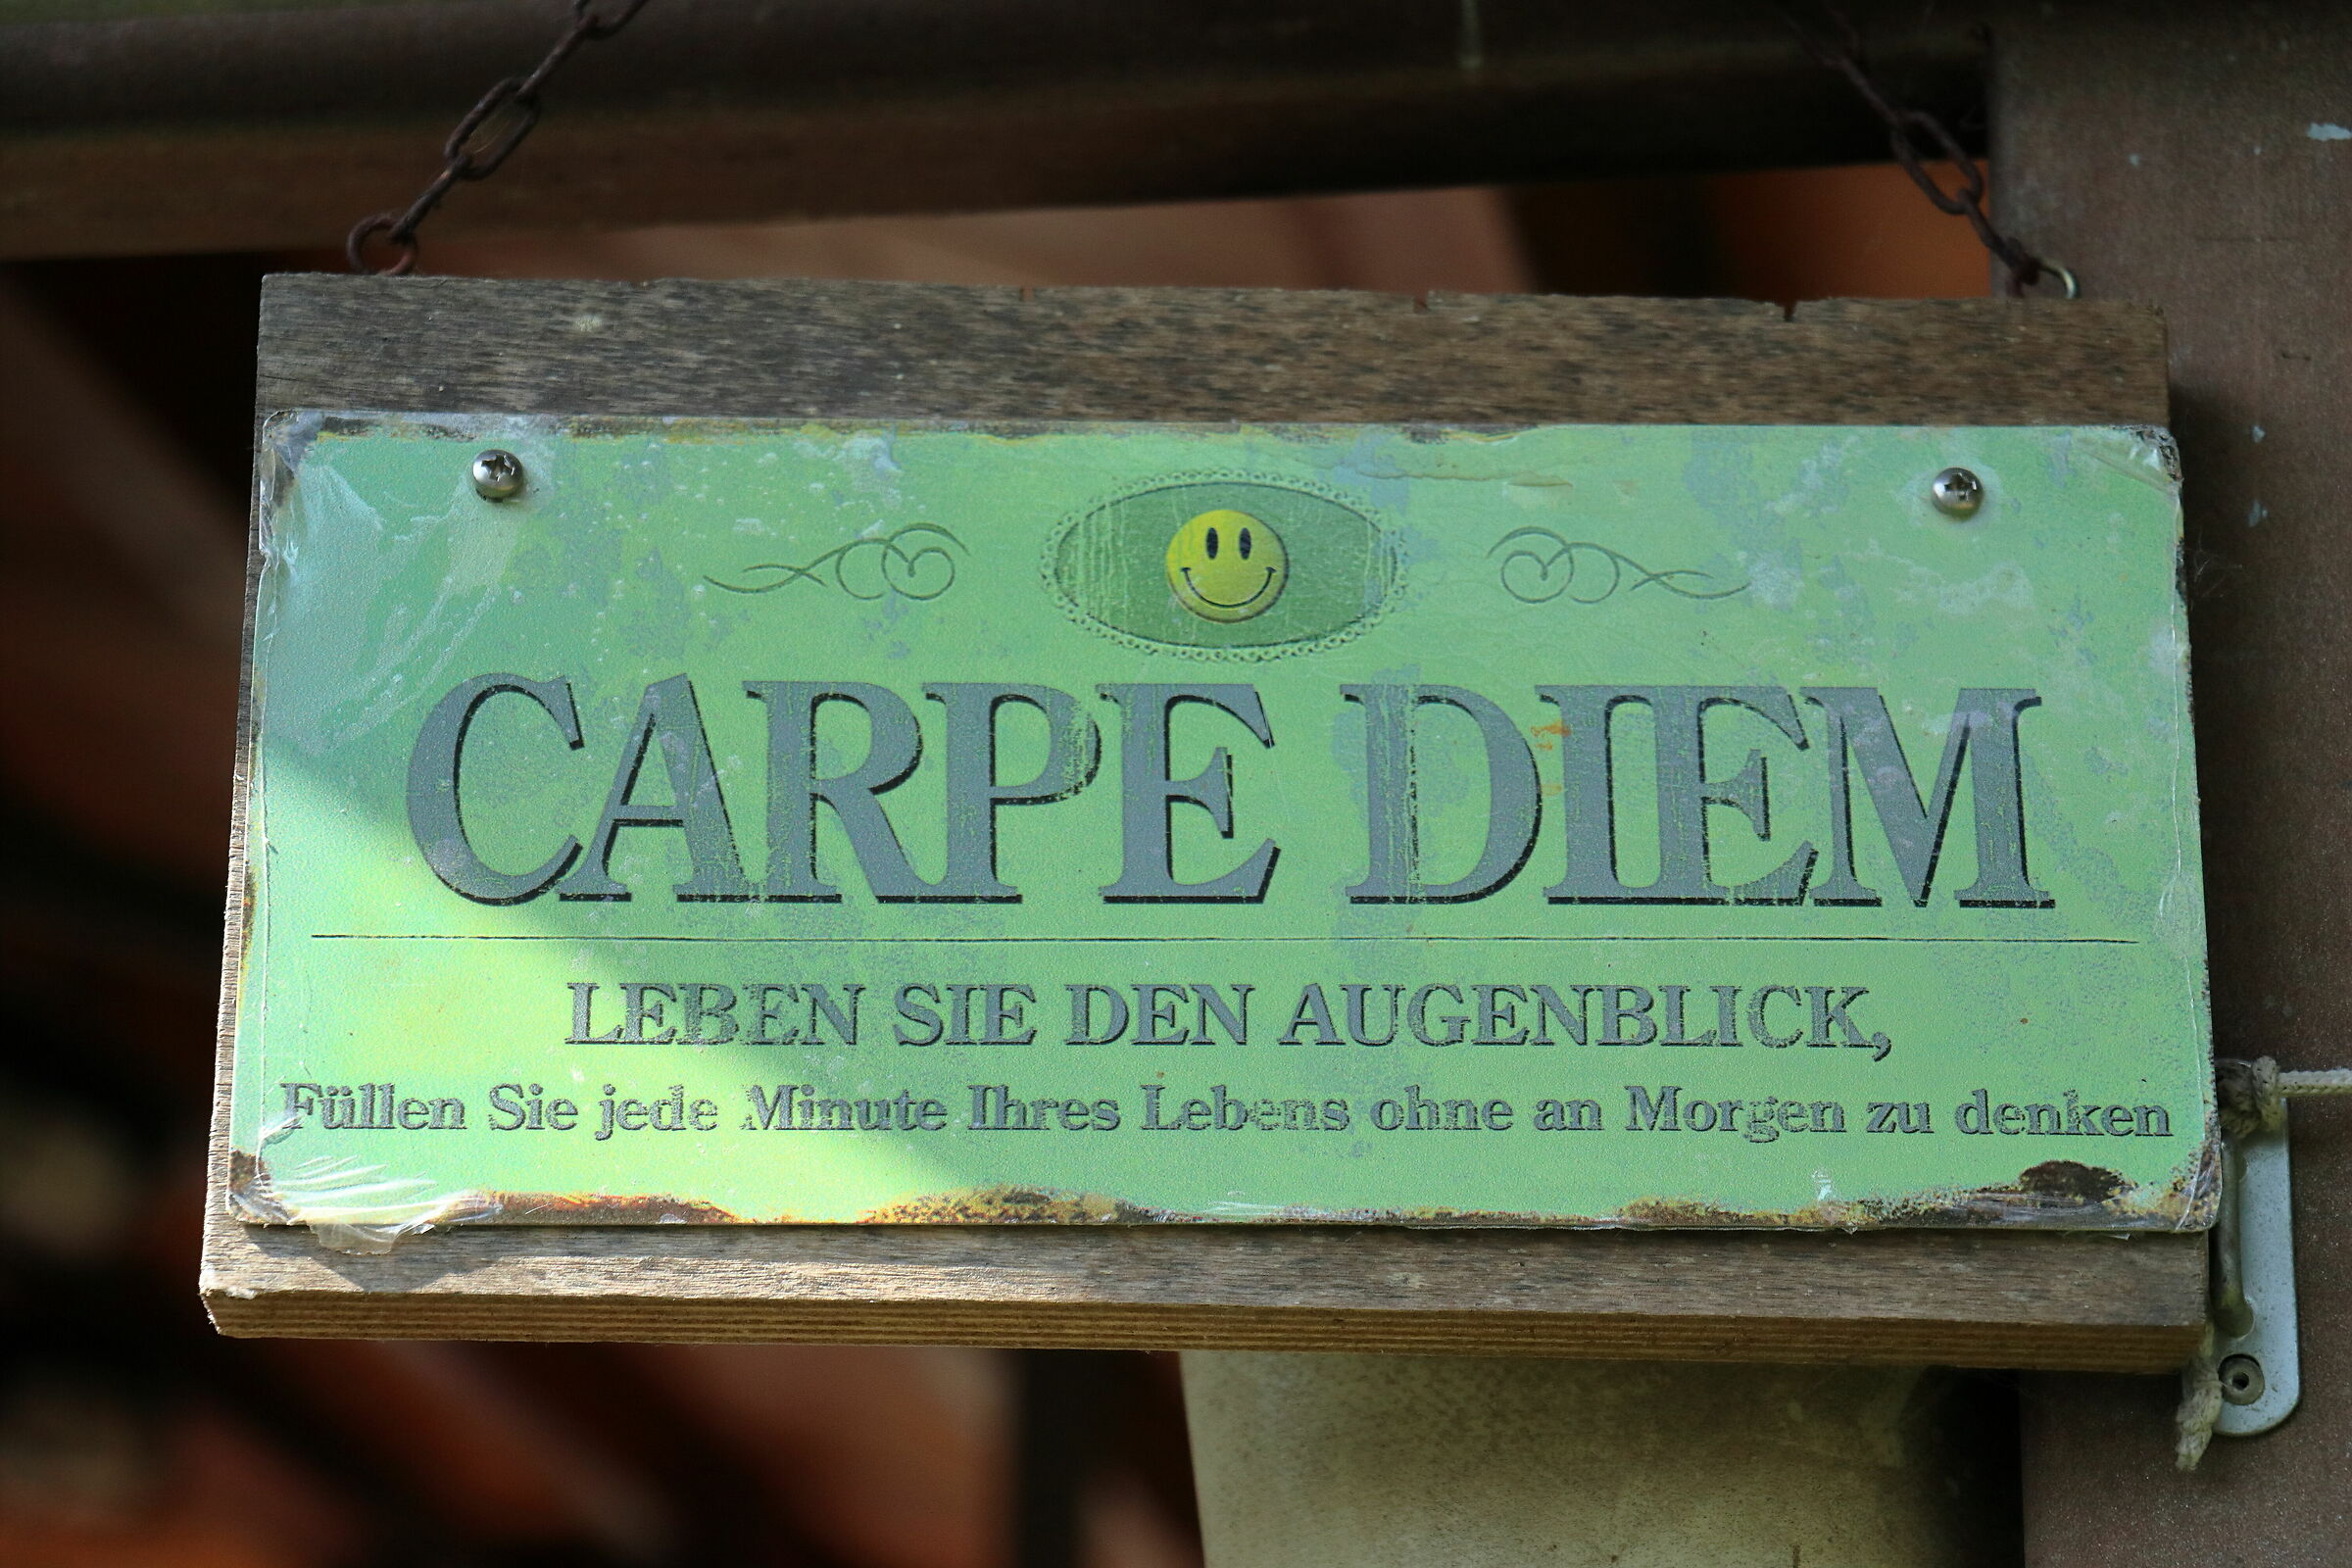 CARPE DIEM
LEBEN SIE DEN AUGENBLICK,
Füllen Sie jede Minute Ihres Lebens ohne an Morgen zu denken